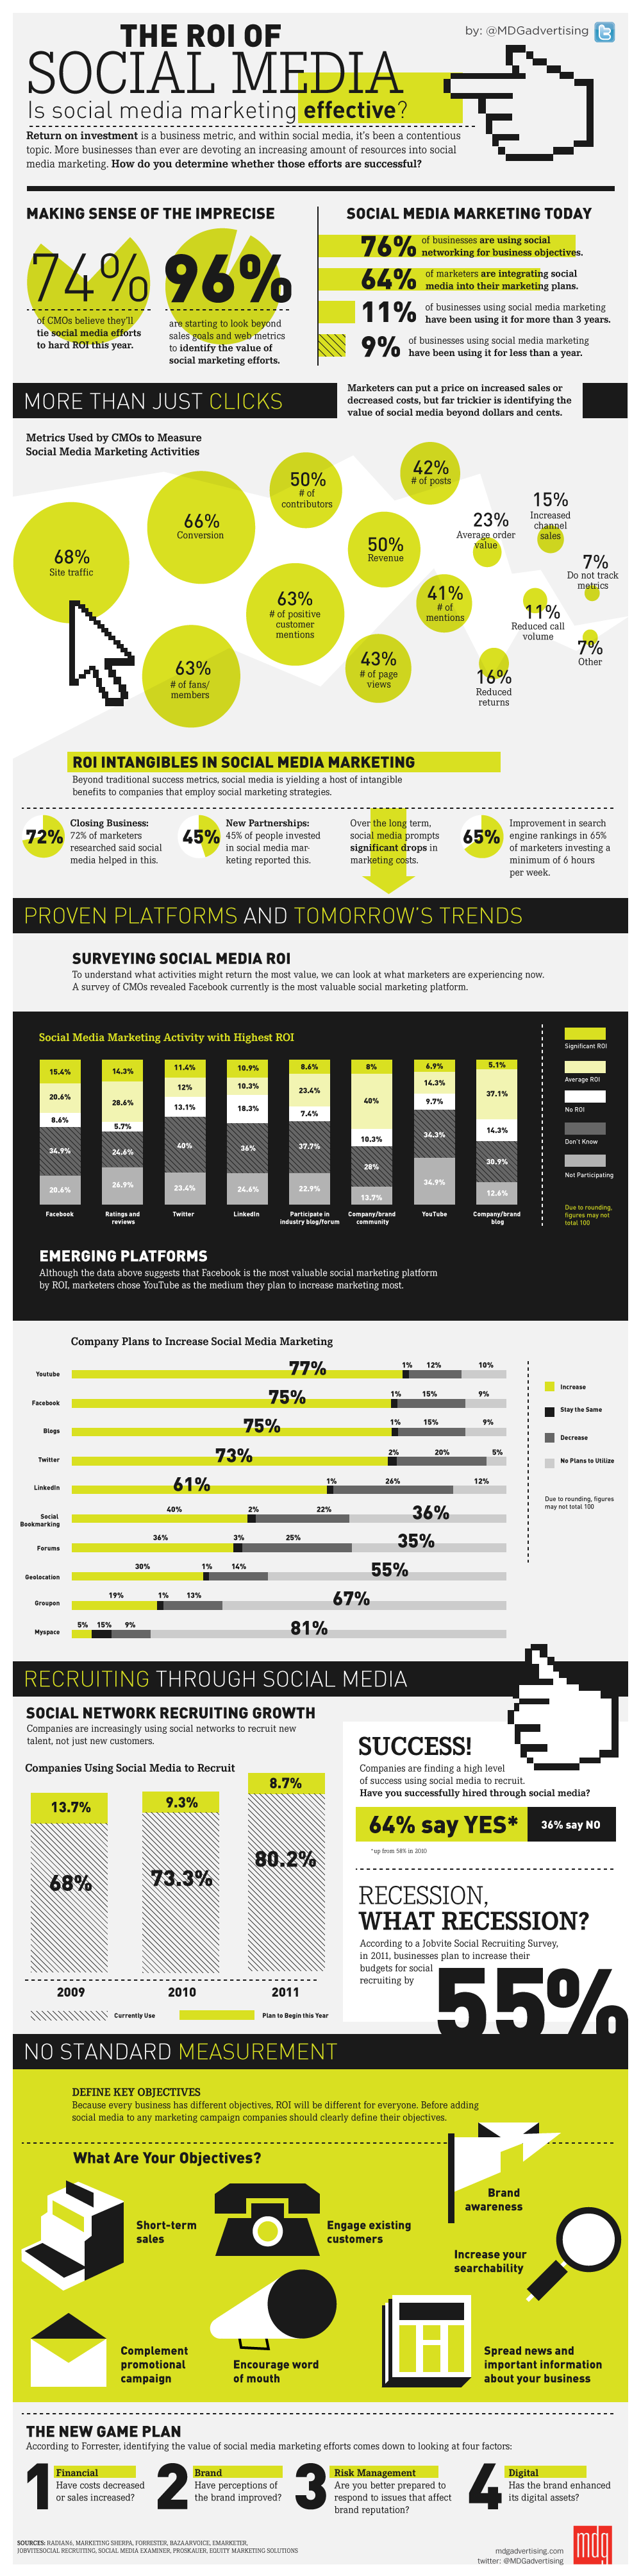 THE ROI OF
by: @MDGadvertising
SOCIAL MEDIA
Is social media marketing effective?
Return on investment is a business metric, and within social media, it's been a contentious
topic. More businesses than ever are devoting an increasing amount of resources into social
media marketing. How do you determine whether those efforts are successful?
MAKING SENSE OF THE IMPRECISE
74%
of CMOs believe they'll
tie social media efforts
to hard ROI this year.
96%
are starting to look beyond
sales goals and web metrics
to identify the value of
social marketing efforts.
SOCIAL MEDIA MARKETING TODAY
76%
of businesses are using social
networking for business objectives.
64%
of marketers are integrating social
media into their marketing plans.
11%
of businesses using social media marketing
have been using it for more than 3 years.
9%
of businesses using social marketing
have been using it for less than a year.
MORE THAN JUST CLICKS
Marketers can put a price on increased sales or
decreased costs, but far trickier is identifying the
value of social media beyond dollars and cents.
Metrics Used by CMOs to Measure
Social Media Marketing Activities
68%
Site traffic
66%
Conversion
63%
# of fans/
members
50%
# of
contributors
63%
# of positive
customer
mentions
50%
Revenue
43%
# of page
views
42%
# of posts
41%
# of
mentions
23%
Average order
value
16%
Reduced
returns
15%
Increased
channel
sales
11%
Reduced call
volume
7%
Do not track
metrics
7%
Other
ROI INTANGIBLES IN SOCIAL MEDIA MARKETING
Beyond traditional success metrics, social media is yielding a host of intangible
benefits to companies that employ social marketing strategies.
72%
Closing Business:
72% of marketers
researched said social
media helped in this.
45%
New Partnerships:
45% of people invested
in social media mar-
keting reported this.
Over the long term,
social media prompts
significant drops in
marketing costs.
65%
Improvement in search
engine rankings in 65%
of marketers investing a
minimum of 6 hours
per week.
PROVEN PLATFORMS AND TOMORROW'S TRENDS
SURVEYING SOCIAL MEDIA ROI
To understand what activities might return the most value, we can look at what marketers are experiencing now.
A survey of CMOs revealed Facebook currently is the most valuable social marketing platform.
Social Media Marketing Activity with Highest ROI
15.4%
20.6%
8.6%
34.9%
20.6%
Facebook
14.3%
28.6%
5.7%
24.6%
26.9%
Ratings and
reviews
11.4%
12%
13.1%
40%
23.4%
Twitter
10.9%
10.3%
18.3%
36%
24.6%
LinkedIn
8.6%
23.4%
7.4%
37.7%
22.9%
Participate in
industry blog/forum
8%
40%
10.3%
28%
13.7%
Company/brand
community
6.9%
14.3%
9.7%
34.3%
34.9%
YouTube
5.1%
37.1%
14.3%
30.9%
12.6%
Company/brand
blog
Significant ROI
Average ROI
No ROI
Don't Know
Not Participating
Due to rounding,
figures may not
total 100
EMERGING PLATFORMS
Although the data above suggests that Facebook is the most valuable social marketing platform
by ROI, marketers chose YouTube as the medium they plan to increase marketing most.
Company Plans to Increase Social Media Marketing
Youtube 77% 1% 12% 10%
Facebook 75% 1% 15% 9%
Blogs 75% 1% 15% 9%
Twitter 73% 2% 20% 5%
LinkedIn 61% 1% 26% 12%
Social
Bookmarking
40% 2% 22% 36%
Forums 36% 3% 25% 35%
Geolocation 30% 1% 14% 55%
Groupon 19% 1% 13% 67%
Myspace 5% 15% 9% 81%
Increase
Stay the Same
Decrease
No Plans to Utilize
Due to rounding, figures
may not total 100
RECRUITING THROUGH SOCIAL MEDIA
SOCIAL NETWORK RECRUITING GROWTH
Companies are increasingly using social networks to recruit new
talent, not just new customers.
Companies Using Social Media to Recruit
13.7%
68%
2009
9.3%
73.3%
2010
8.7%
80.2%
2011
Currently Use
Plan to Begin this Year
SUCCESS!
Companies are finding a high level
of success using social media to recruit.
Have you successfully hired through social media?
64% say YES*
36% say NO
*up from 58% in 2010
RECESSION,
WHAT RECESSION?
According to a Jobvite Social Recruiting Survey,
in 2011, businesses plan to increase their
budgets for social
recruiting by
55%
NO STANDARD MEASUREMENT
DEFINE KEY OBJECTIVES
Because every business has different objectives, ROI will be different for everyone. Before adding
social media to any marketing campaign companies should clearly define their objectives.
What Are Your Objectives?
Short-term
sales
Engage existing
customers
Brand
awareness
Increase your
searchability
Complement
promotional
campaign
Encourage word
of mouth
Spread news and
important information
about your business
THE NEW GAME PLAN
According to Forrester, identifying the value of social media marketing efforts comes down to looking at four factors:
1
Financial
Have costs decreased
or sales increased?
2
Brand
Have perceptions of
the brand improved?
3
Risk Management
Are you better prepared to
respond to issues that affect
brand reputation?
4
Digital
Has the brand enhanced
its digital assets?
SOURCES: RADIAN6, MARKETING SHERPA, FORRESTER, BAZAARVOICE, EMARKETER,
JOBVITESOCIAL RECRUITING, SOCIAL MEDIA EXAMINER, PROSKAUER, EQUITY MARKETING SOLUTIONS
mdgadvertising.com
twitter: @MDGadvertising
mdg